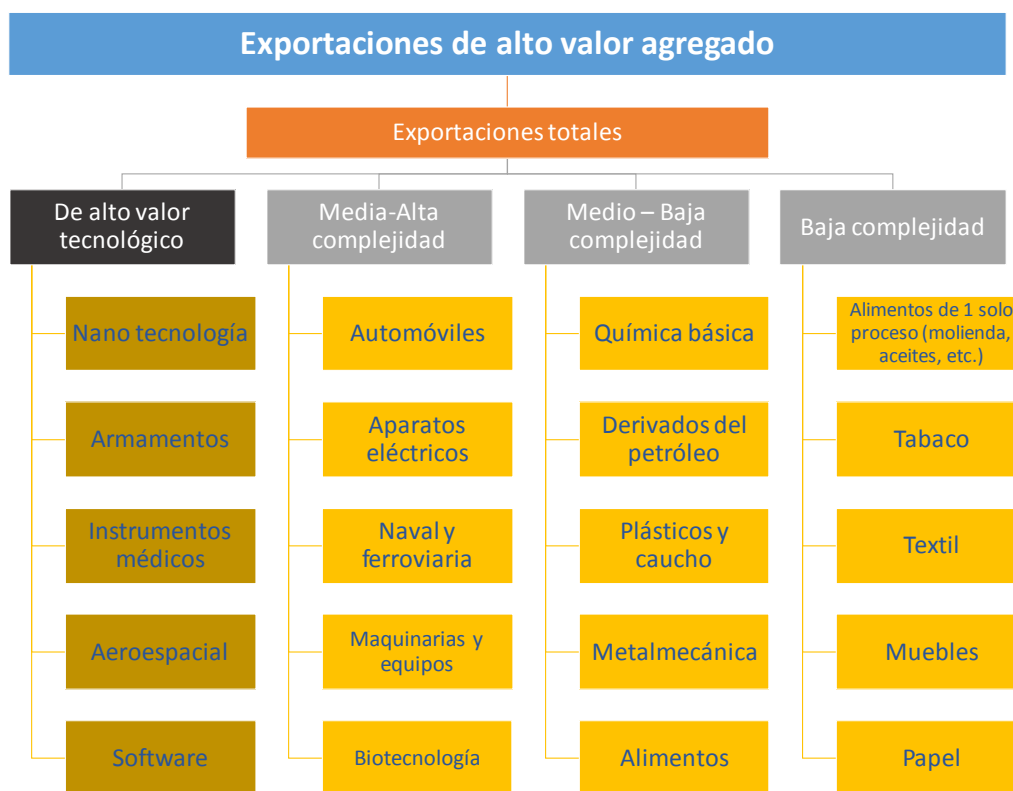 Exportaciones de alto valor agregado
Exportaciones totales
De alto valor
tecnológico
Nano tecnología
Armamentos
Instrumentos
médicos
Aeroespacial
Software
Media-Alta
complejidad
Automóviles
Aparatos
eléctricos
Naval y
ferroviaria
Maquinarias y
equipos
Biotecnología
Medio – Baja
complejidad
Química básica
Derivados del
petróleo
Plásticos y
caucho
Metalmecánica
Alimentos
Baja complejidad
Alimentos de 1 solo
proceso (molienda,
aceites, etc.)
Tabaco
Textil
Muebles
Papel